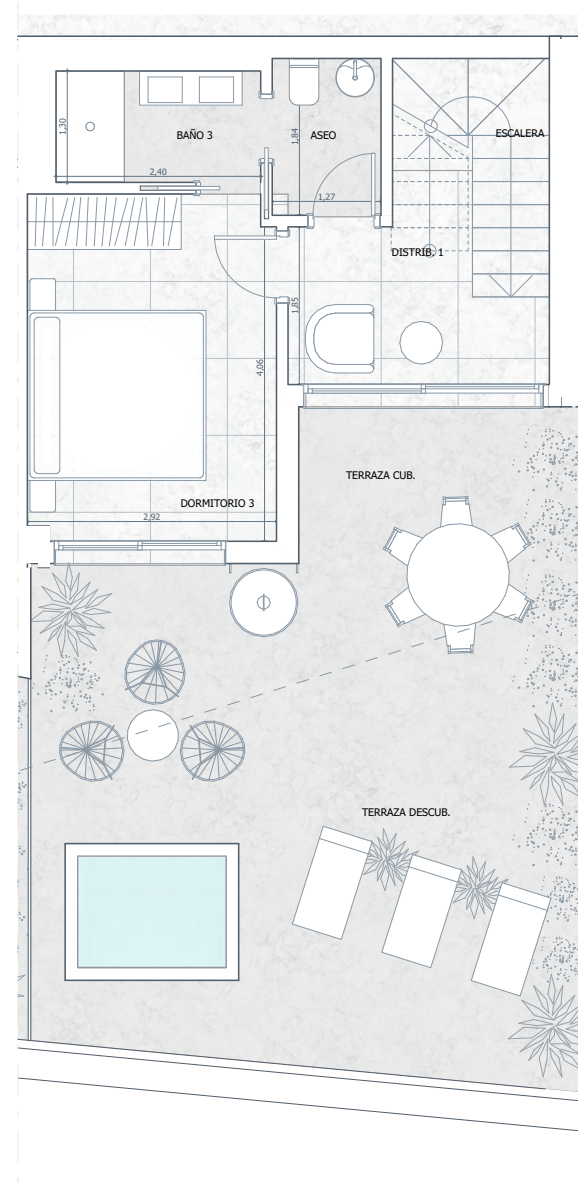 1,30
BAÑO 3
1,84
ASEO
ESCALERA
2,40
1,27
DISTRIB. 1
1,85
4,06
TERRAZA CUB.
DORMITORIO 3
2,92
TERRAZA DESCUB.